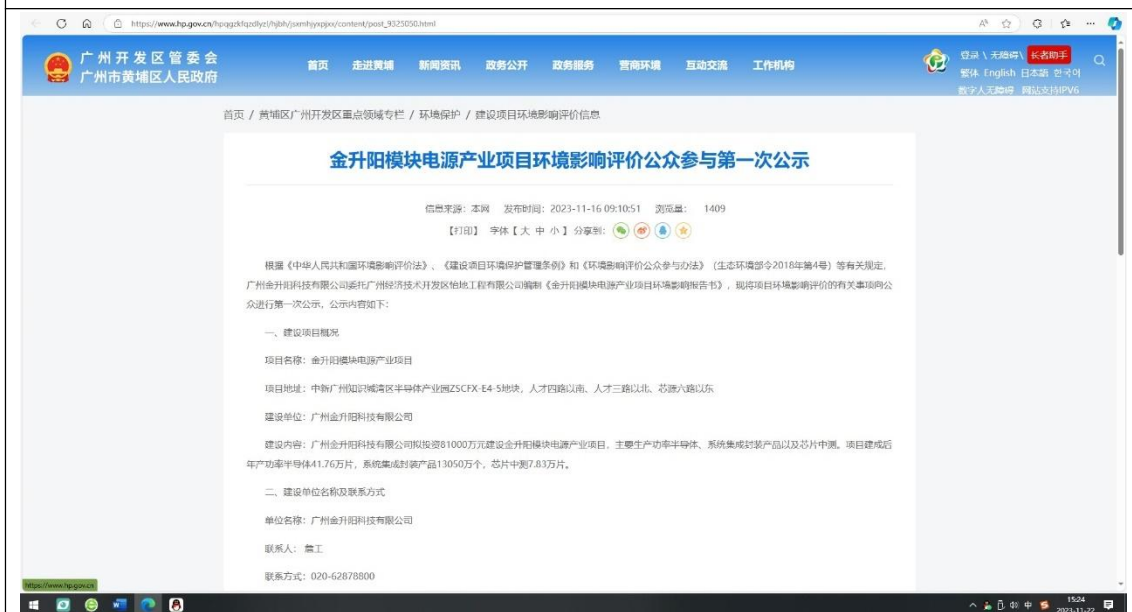 https://www.hp.gov.cn/hpqgzkfqzdlyzl/hjbh/jsxmhjyxpjxx/content/post_9325050.html
广州开发区管委会
广州市黄埔区人民政府
首页 走进黄埔 新闻资讯 政务公开 政务服务 营商环境 互动交流 工作机构
登录 \ 无障碍 \ 长者助手
繁体 English 日本語 한국어
数字人无障碍 网站支持IPV6
首页 / 黄埔区广州开发区重点领域专栏 / 环境保护 / 建设项目环境影响评价信息
金升阳模块电源产业项目环境影响评价公众参与第一次公示
信息来源：本网 发布时间：2023-11-16 09:10:51 浏览量： 1409
【打印】 字体【 大 中 小 】 分享到：
根据《中华人民共和国环境影响评价法》、《建设项目环境保护管理条例》和《环境影响评价公众参与办法》（生态环境部令2018年第4号）等有关规定，
广州金升阳科技有限公司委托广州经济技术开发区怡地工程有限公司编制《金升阳模块电源产业项目环境影响报告书》，现将项目环境影响评价的有关事项向公
众进行第一次公示，公示内容如下：
一、建设项目概况
项目名称：金升阳模块电源产业项目
项目地址：中新广州知识城湾区半导体产业园ZSCFX-E4-5地块，人才四路以南、人才三路以北、芯愿六路以东
建设单位：广州金升阳科技有限公司
建设内容：广州金升阳科技有限公司拟投资81000万元建设金升阳模块电源产业项目，主要生产功率半导体、系统集成封装产品以及芯片中测。项目建成后
年产功率半导体41.76万片，系统集成封装产品13050万个，芯片中测7.83万片。
二、建设单位名称及联系方式
单位名称：广州金升阳科技有限公司
联系人： 詹工
联系方式：020-62878800
https://www.hp.gov.cn
中
15:24
2023-11-22